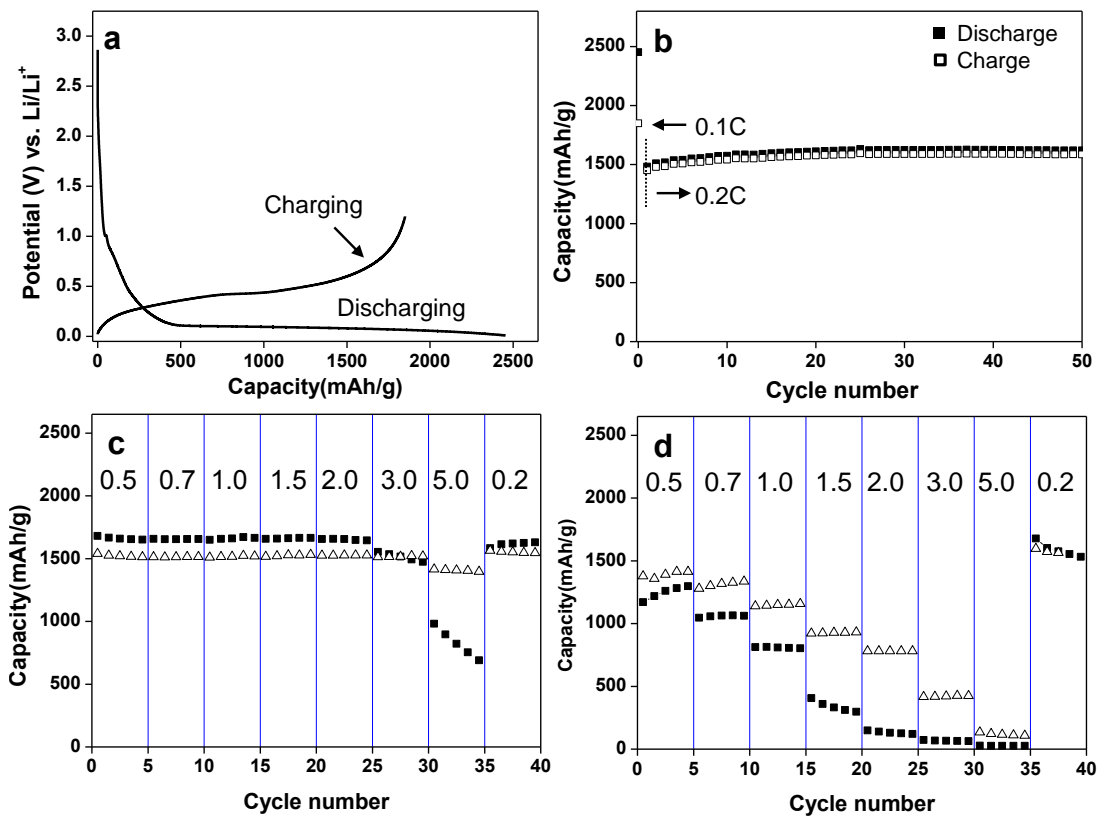 a
3.0
2.5
2.0
1.5
1.0
0.5
0.0
Potential (V) vs. Li/Li⁺
Charging
Discharging
0 500 1000 1500 2000 2500
Capacity(mAh/g)
b
Discharge
Charge
2500
2000
1500
1000
500
0
Capacity(mAh/g)
0.1C
0.2C
0 10 20 30 40 50
Cycle number
c
2500
2000
1500
1000
500
0
Capacity(mAh/g)
0.5 0.7 1.0 1.5 2.0 3.0 5.0 0.2
0 5 10 15 20 25 30 35 40
Cycle number
d
2500
2000
1500
1000
500
0
Capacity(mAh/g)
0.5 0.7 1.0 1.5 2.0 3.0 5.0 0.2
0 5 10 15 20 25 30 35 40
Cycle number